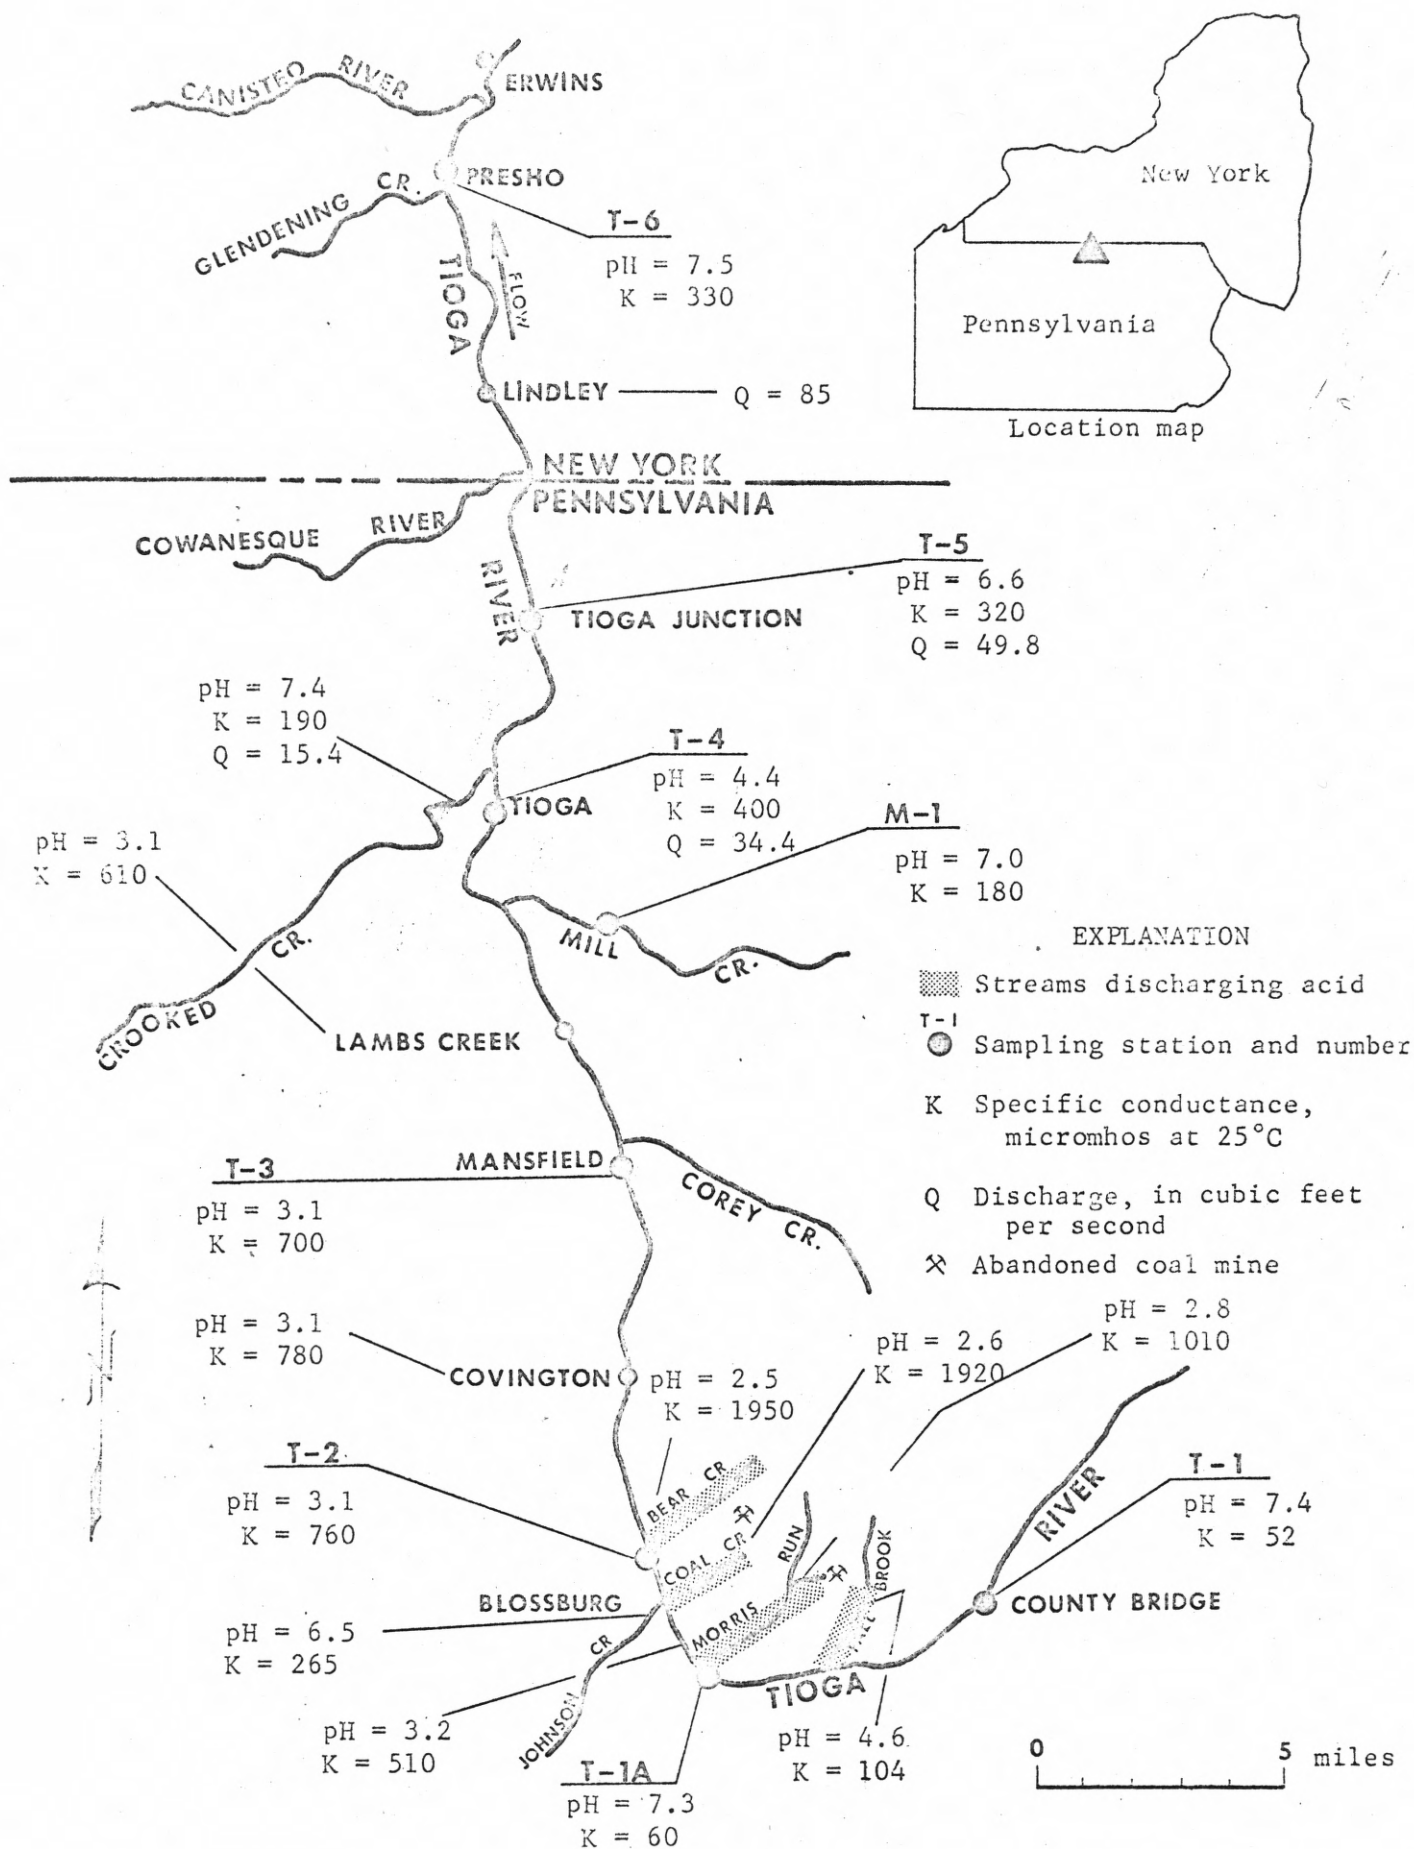 CANISTEO RIVER
ERWINS
PRESHO
GLENDENING CR.
T-6
pH = 7.5
K = 330
TIOGA
FLOW
New York
Pennsylvania
Location map
LINDLEY
Q = 85
NEW YORK
PENNSYLVANIA
COWANESQUE RIVER
RIVER
T-5
pH = 6.6
K = 320
Q = 49.8
TIOGA JUNCTION
pH = 7.4
K = 190
Q = 15.4
T-4
pH = 4.4
K = 400
Q = 34.4
TIOGA
M-1
pH = 7.0
K = 180
pH = 3.1
K = 610
MILL CR.
CROOKED CR.
LAMBS CREEK
EXPLANATION
Streams discharging acid
T-1
Sampling station and number
K Specific conductance,
micromhos at 25°C
Q Discharge, in cubic feet
per second
Abandoned coal mine
MANSFIELD
T-3
pH = 3.1
K = 700
COREY CR.
pH = 3.1
K = 780
COVINGTON
pH = 2.5
K = 1950
pH = 2.6
K = 1920
pH = 2.8
K = 1010
T-2
pH = 3.1
K = 760
BEAR CR
COAL CR
RUN
MORRIS
BROOK
FALL
RIVER
T-1
pH = 7.4
K = 52
COUNTY BRIDGE
BLOSSBURG
pH = 6.5
K = 265
JOHNSON CR
TIOGA
pH = 3.2
K = 510
T-1A
pH = 7.3
K = 60
pH = 4.6
K = 104
0 5 miles
N